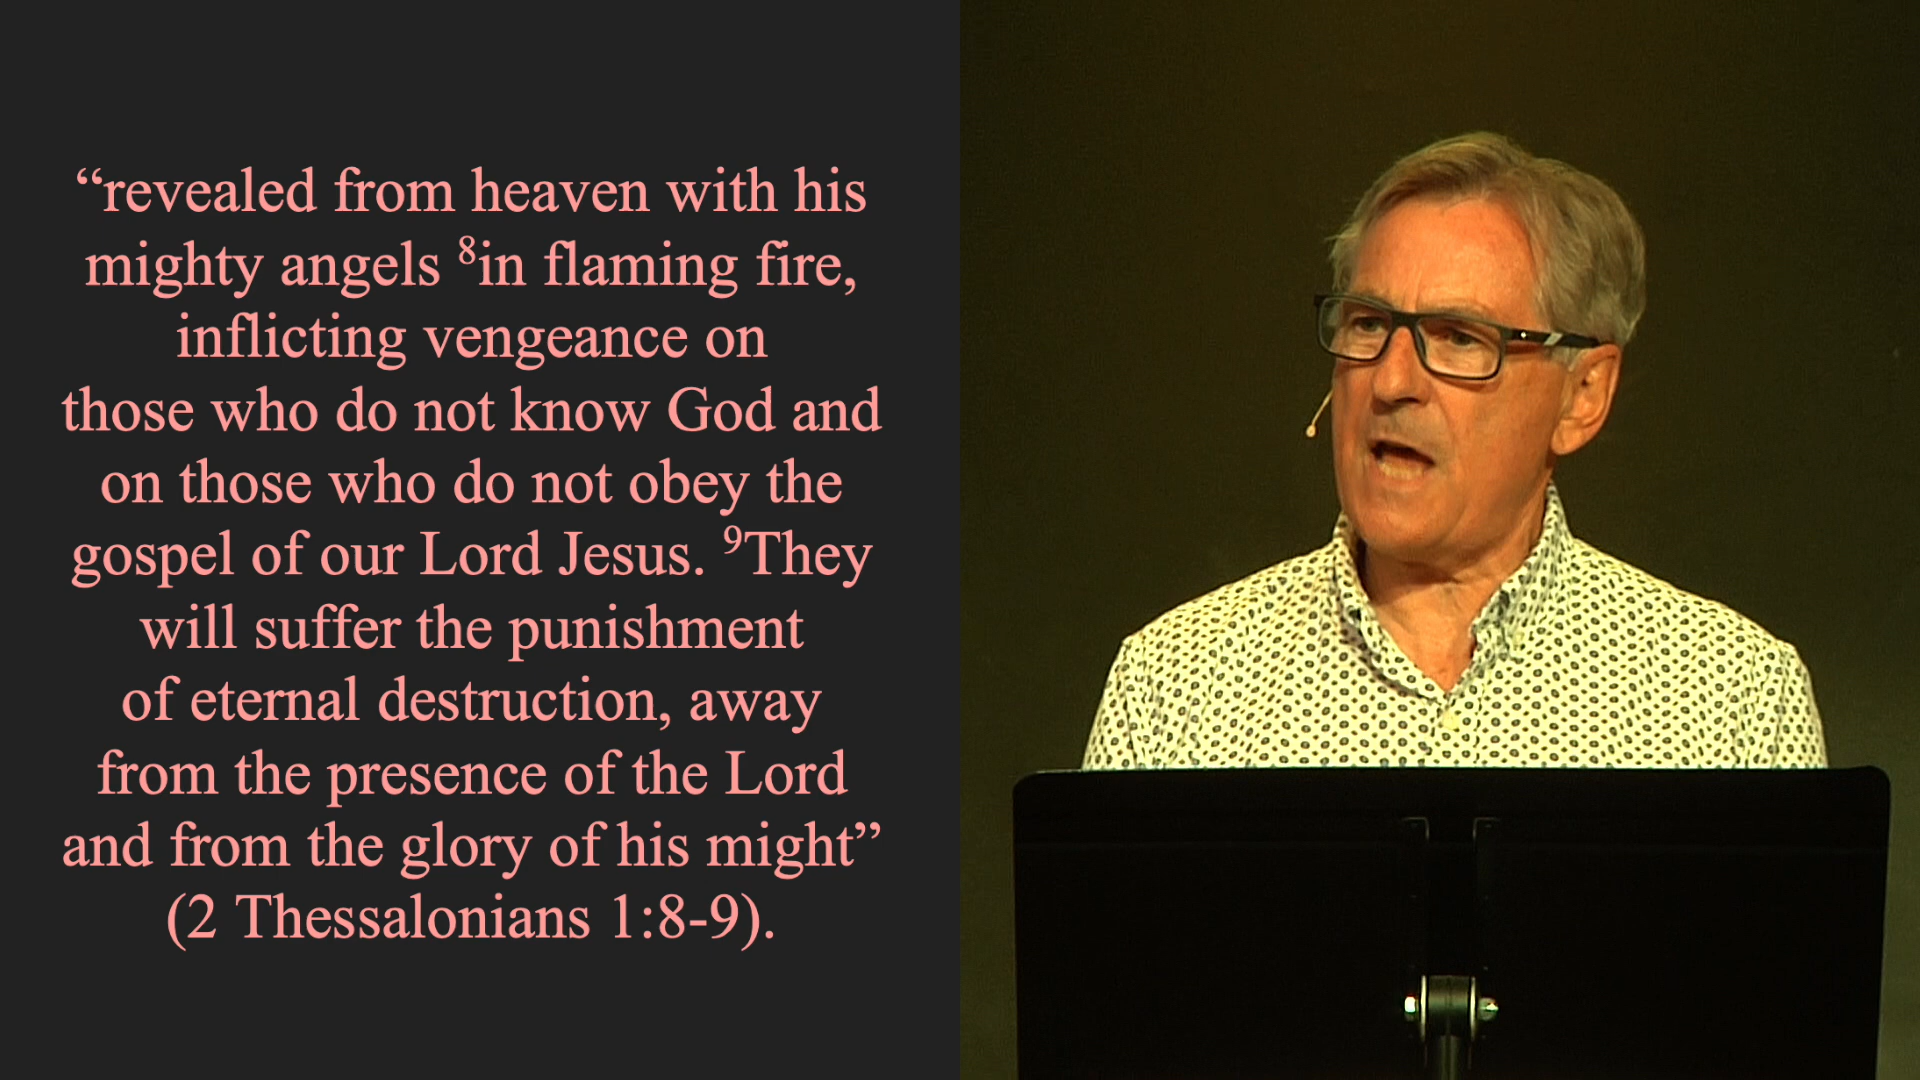 “revealed from heaven with his
mighty angels ⁸in flaming fire,
inflicting vengeance on
those who do not know God and
on those who do not obey the
gospel of our Lord Jesus. ⁹They
will suffer the punishment
of eternal destruction, away
from the presence of the Lord
and from the glory of his might”
(2 Thessalonians 1:8-9).